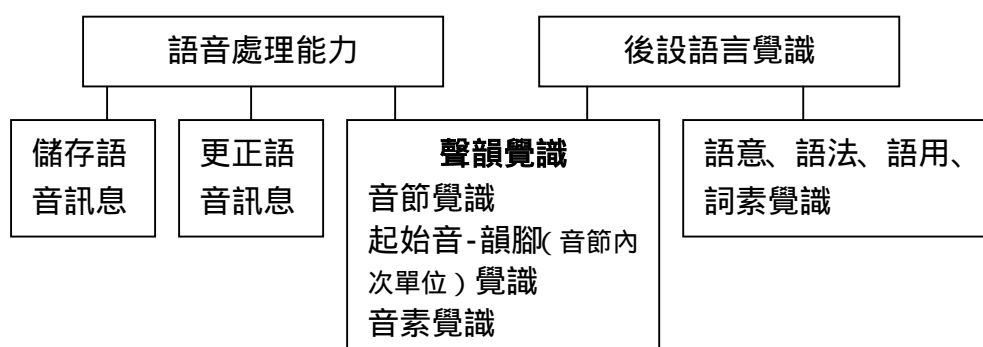 語音處理能力
後設語言覺識
儲存語
音訊息
更正語
音訊息
聲韻覺識
音節覺識
起始音-韻腳(音節內
次單位)覺識
音素覺識
語意、語法、語用、
詞素覺識